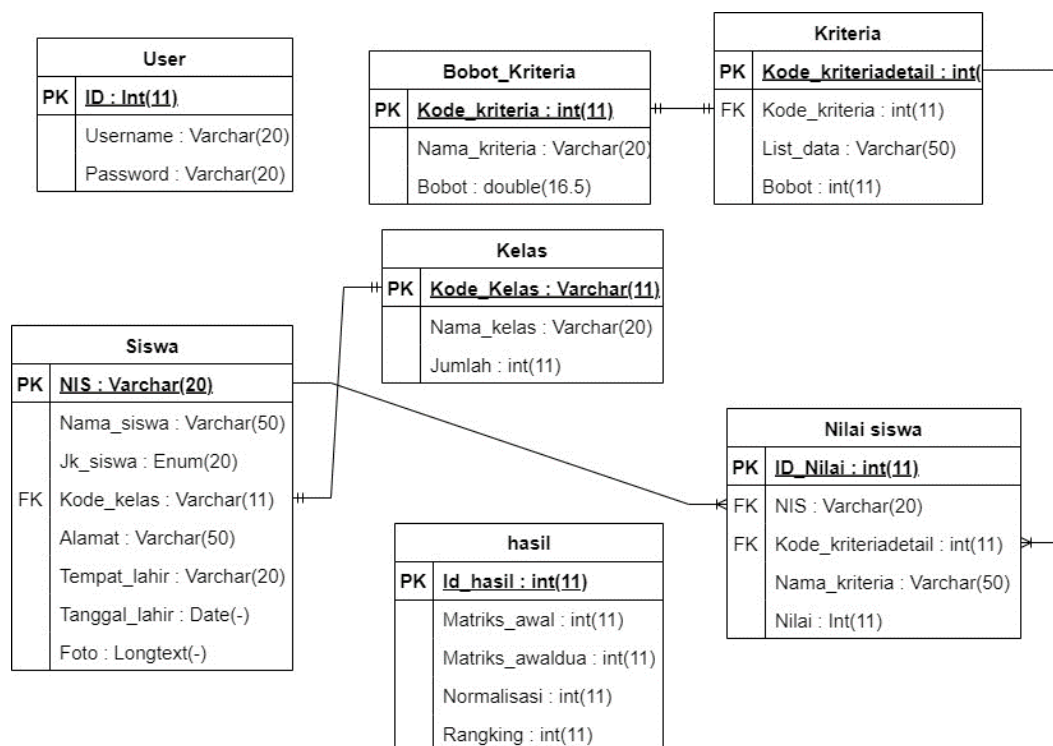 User
PK ID : Int(11)
Username : Varchar(20)
Password : Varchar(20)
Bobot_Kriteria
PK Kode_kriteria : int(11)
Nama_kriteria : Varchar(20)
Bobot : double(16.5)
Kriteria
PK Kode_kriteriadetail : int(
FK Kode_kriteria : int(11)
List_data : Varchar(50)
Bobot : int(11)
Kelas
PK Kode_Kelas : Varchar(11)
Nama_kelas : Varchar(20)
Jumlah : int(11)
Siswa
PK NIS : Varchar(20)
Nama_siswa : Varchar(50)
Jk_siswa : Enum(20)
FK Kode_kelas : Varchar(11)
Alamat : Varchar(50)
Tempat_lahir : Varchar(20)
Tanggal_lahir : Date(-)
Foto : Longtext(-)
Nilai siswa
PK ID_Nilai : int(11)
FK NIS : Varchar(20)
FK Kode_kriteriadetail : int(11)
Nama_kriteria : Varchar(50)
Nilai : Int(11)
hasil
PK Id_hasil : int(11)
Matriks_awal : int(11)
Matriks_awaldua : int(11)
Normalisasi : int(11)
Rangking : int(11)